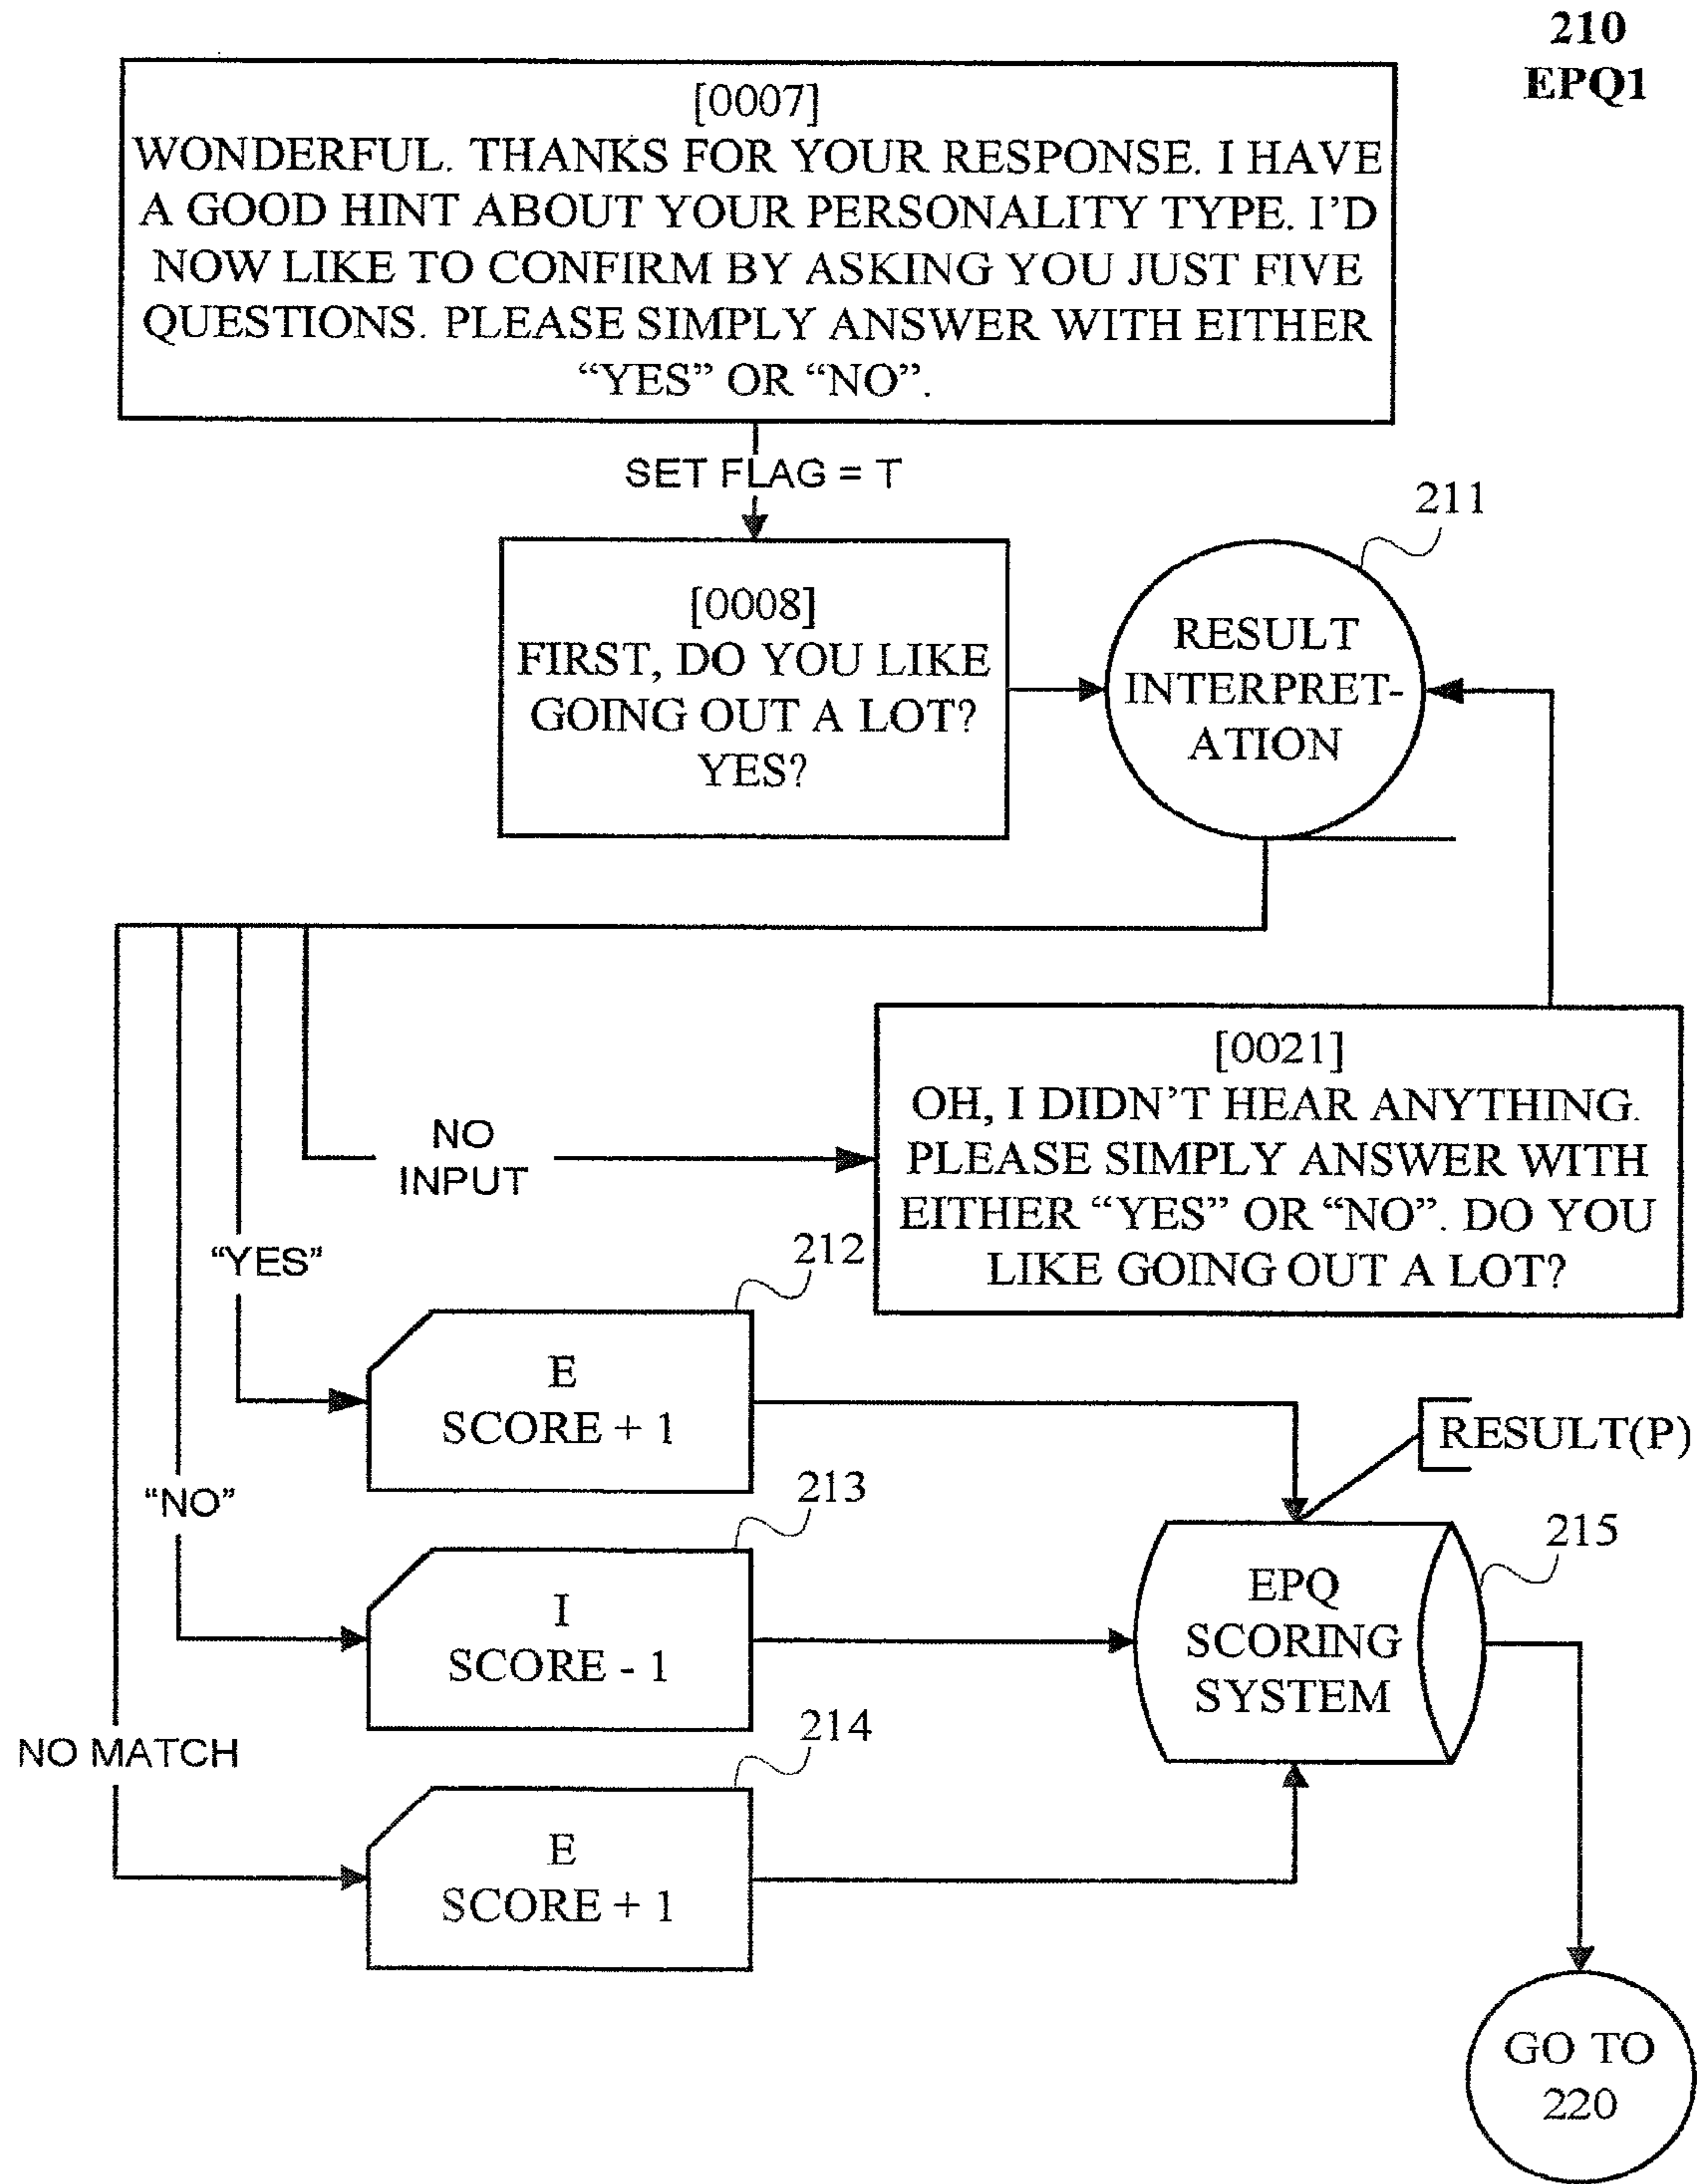 210
EPQ1
[0007]
WONDERFUL. THANKS FOR YOUR RESPONSE. I HAVE
A GOOD HINT ABOUT YOUR PERSONALITY TYPE. I'D
NOW LIKE TO CONFIRM BY ASKING YOU JUST FIVE
QUESTIONS. PLEASE SIMPLY ANSWER WITH EITHER
“YES” OR “NO”.
SET FLAG = T
211
[0008]
FIRST, DO YOU LIKE
GOING OUT A LOT?
YES?
RESULT
INTERPRET-
ATION
[0021]
OH, I DIDN'T HEAR ANYTHING.
PLEASE SIMPLY ANSWER WITH
EITHER “YES” OR “NO”. DO YOU
LIKE GOING OUT A LOT?
NO
INPUT
“YES”
212
E
SCORE + 1
RESULT(P)
“NO”
213
I
SCORE - 1
215
EPQ
SCORING
SYSTEM
NO MATCH
214
E
SCORE + 1
GO TO
220